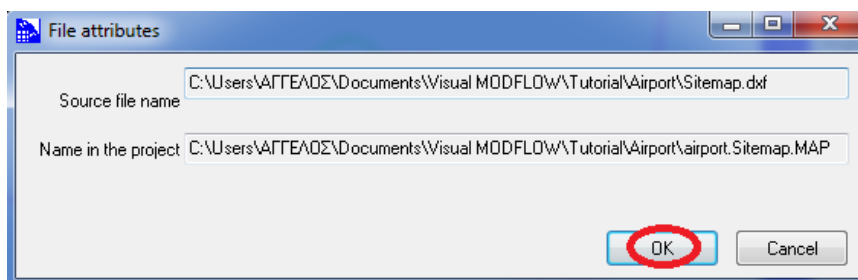 File attributes
Source file name C:\Users\ΑΓΓΕΛΟΣ\Documents\Visual MODFLOW\Tutorial\Airport\Sitemap.dxf
Name in the project C:\Users\ΑΓΓΕΛΟΣ\Documents\Visual MODFLOW\Tutorial\Airport\airport.Sitemap.MAP
OK Cancel